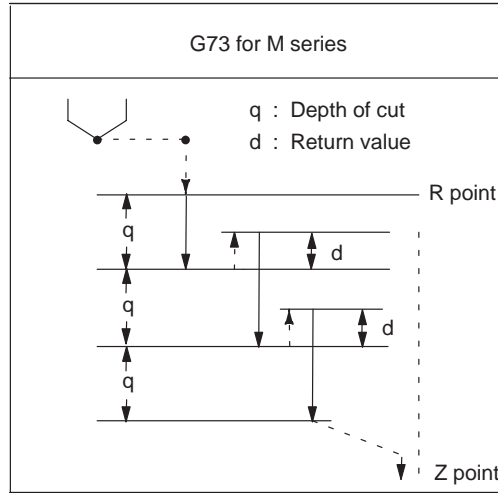 G73 for M series
q : Depth of cut
d : Return value
R point
q
d
q
d
q
Z point